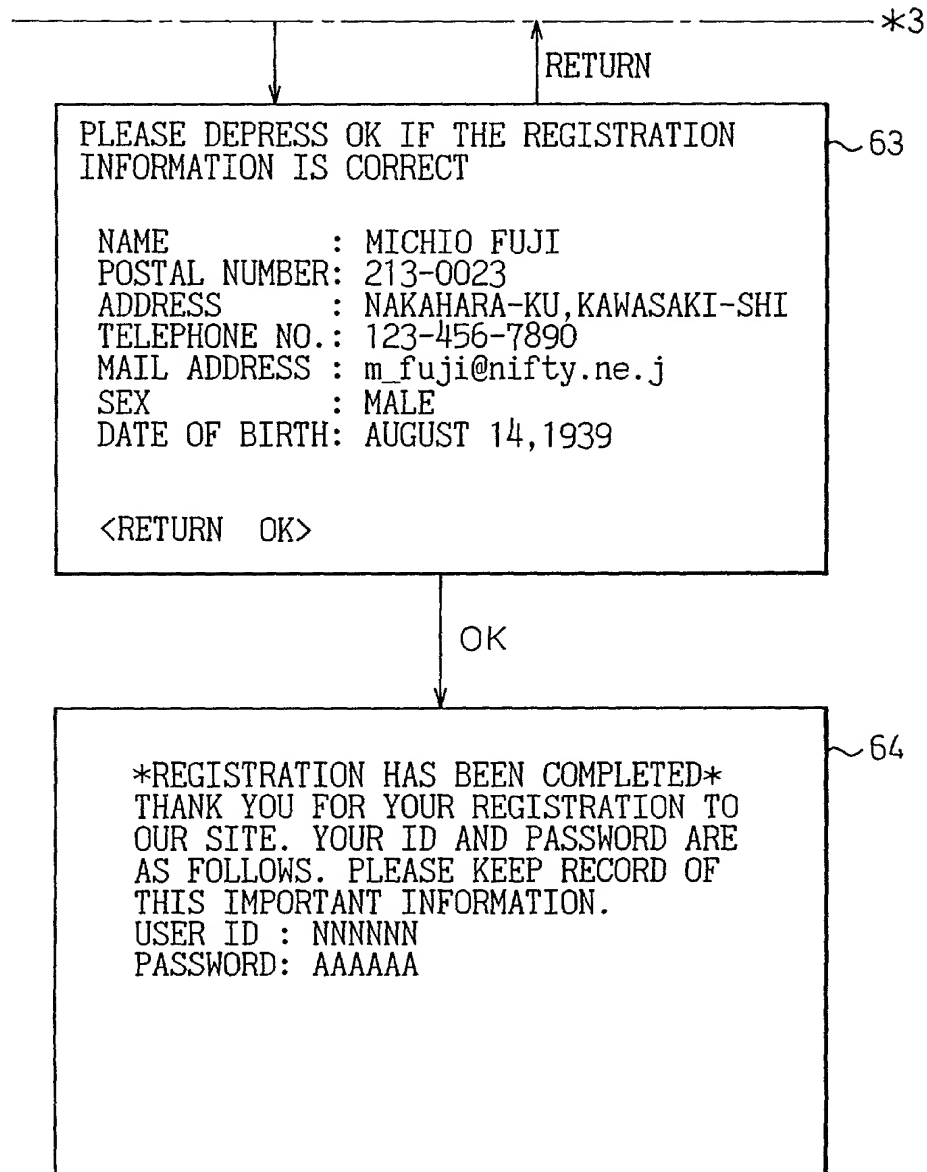 *3
RETURN
PLEASE DEPRESS OK IF THE REGISTRATION
INFORMATION IS CORRECT
63
NAME : MICHIO FUJI
POSTAL NUMBER: 213-0023
ADDRESS : NAKAHARA-KU,KAWASAKI-SHI
TELEPHONE NO.: 123-456-7890
MAIL ADDRESS : m_fuji@nifty.ne.j
SEX : MALE
DATE OF BIRTH: AUGUST 14,1939
<RETURN OK>
OK
64
*REGISTRATION HAS BEEN COMPLETED*
THANK YOU FOR YOUR REGISTRATION TO
OUR SITE. YOUR ID AND PASSWORD ARE
AS FOLLOWS. PLEASE KEEP RECORD OF
THIS IMPORTANT INFORMATION.
USER ID : NNNNNN
PASSWORD: AAAAAA